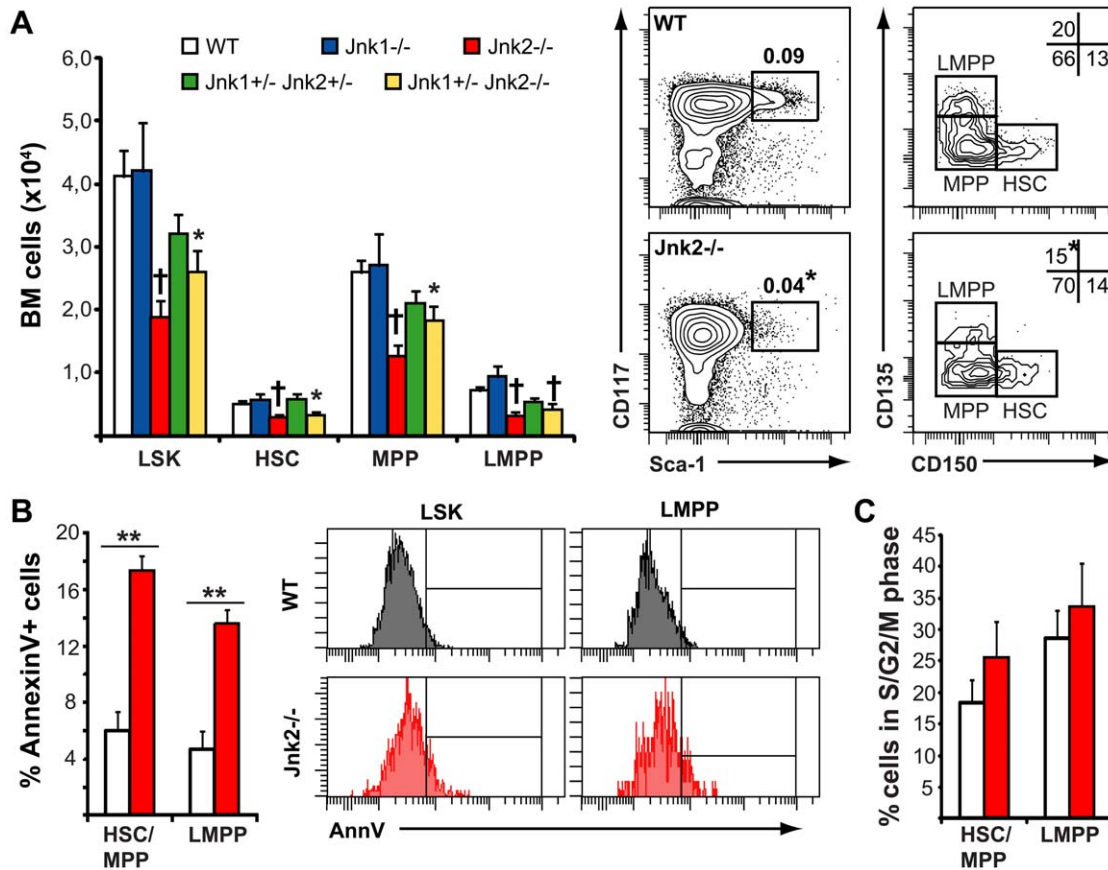 A
WT
Jnk1-/-
Jnk2-/-
Jnk1+/- Jnk2+/-
Jnk1+/- Jnk2-/-
BM cells (x10⁴)
6,0
5,0
4,0
3,0
2,0
1,0
†
*
†
*
†
*
†
†
LSK
HSC
MPP
LMPP
WT
0.09
Jnk2-/-
0.04*
CD117
Sca-1
20
66 13
LMPP
MPP HSC
15*
70 14
LMPP
MPP HSC
CD135
CD150
B
% AnnexinV+ cells
20
18
16
14
12
8
6
4
**
**
HSC/
MPP
LMPP
LSK
LMPP
WT
Jnk2-/-
AnnV
C
% cells in S/G2/M phase
45
40
35
30
25
20
15
10
5
HSC/
MPP
LMPP